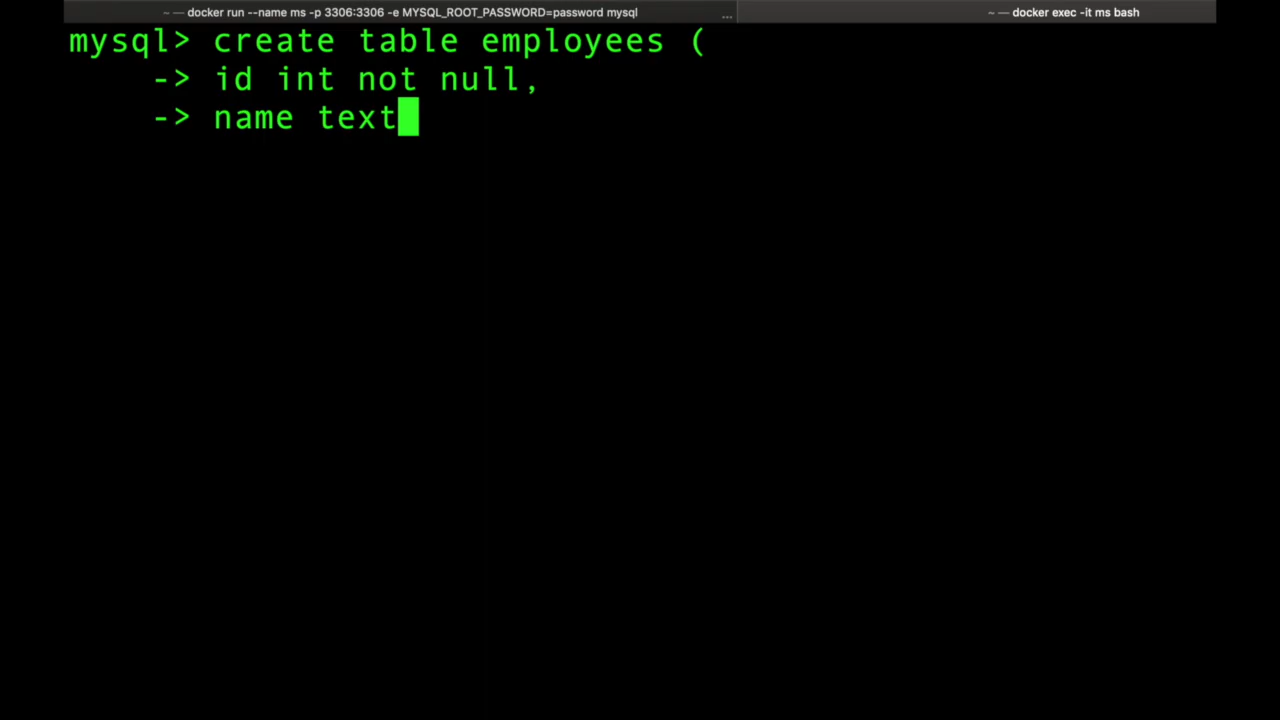 ~ — docker run --name ms -p 3306:3306 -e MYSQL_ROOT_PASSWORD=password mysql ... ~ — docker exec -it ms bash
mysql> create table employees (
-> id int not null,
-> name text